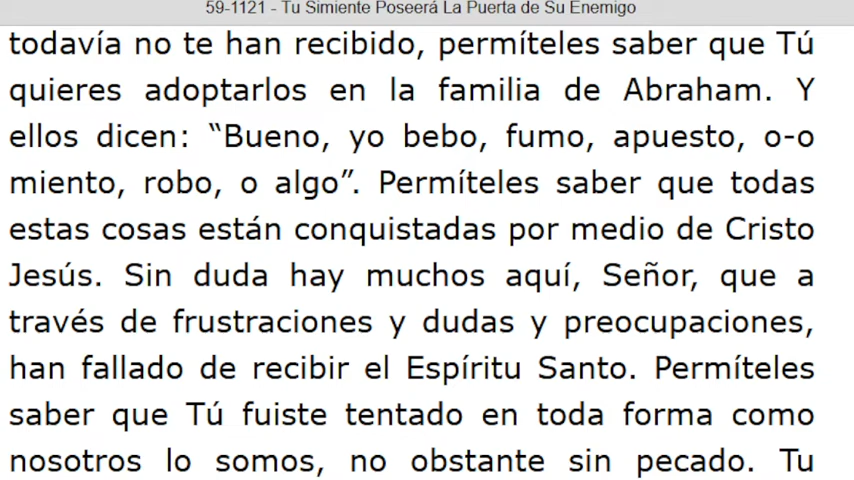 59-1121 - Tu Simiente Poseerá La Puerta de Su Enemigo
todavía no te han recibido, permíteles saber que Tú
quieres adoptarlos en la familia de Abraham. Y
ellos dicen: “Bueno, yo bebo, fumo, apuesto, o-o
miento, robo, o algo”. Permíteles saber que todas
estas cosas están conquistadas por medio de Cristo
Jesús. Sin duda hay muchos aquí, Señor, que a
través de frustraciones y dudas y preocupaciones,
han fallado de recibir el Espíritu Santo. Permíteles
saber que Tú fuiste tentado en toda forma como
nosotros lo somos, no obstante sin pecado. Tu